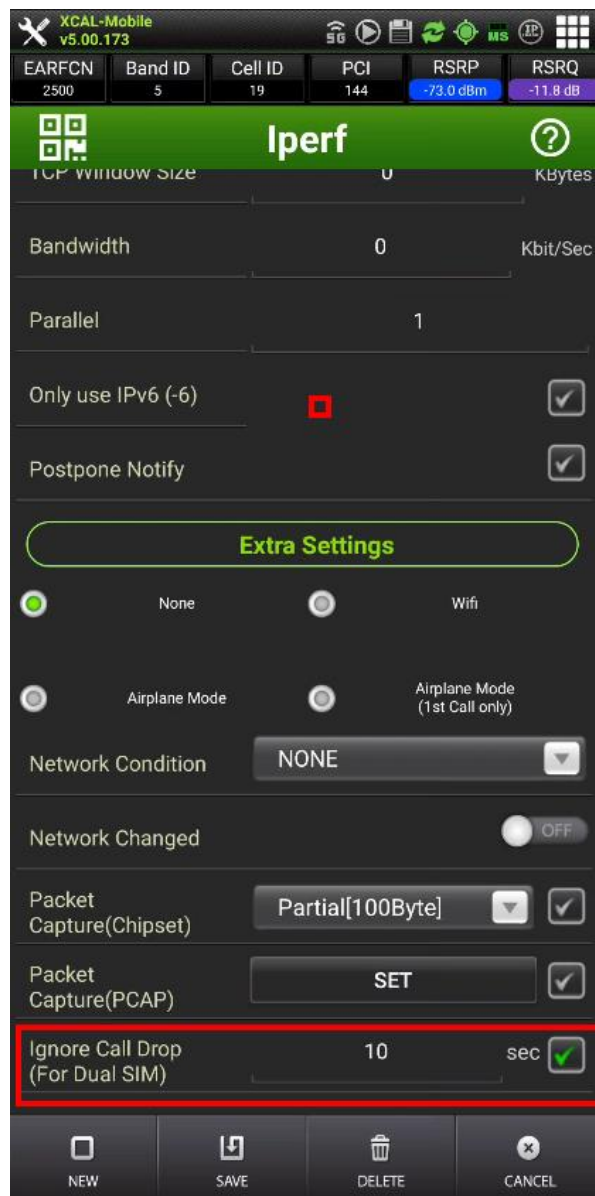 XCAL-Mobile
v5.00.173
5G
MS
IP
EARFCN Band ID Cell ID PCI RSRP RSRQ
2500 5 19 144 -73.0 dBm -11.8 dB
Iperf
?
TCP Window Size 0 KBytes
Bandwidth 0 Kbit/Sec
Parallel 1
Only use IPv6 (-6)
Postpone Notify
Extra Settings
None Wifi
Airplane Mode
Airplane Mode
(1st Call only)
Network Condition NONE
Network Changed OFF
Packet
Capture(Chipset)
Partial[100Byte]
Packet
Capture(PCAP)
SET
Ignore Call Drop
(For Dual SIM)
10 sec
NEW SAVE DELETE CANCEL